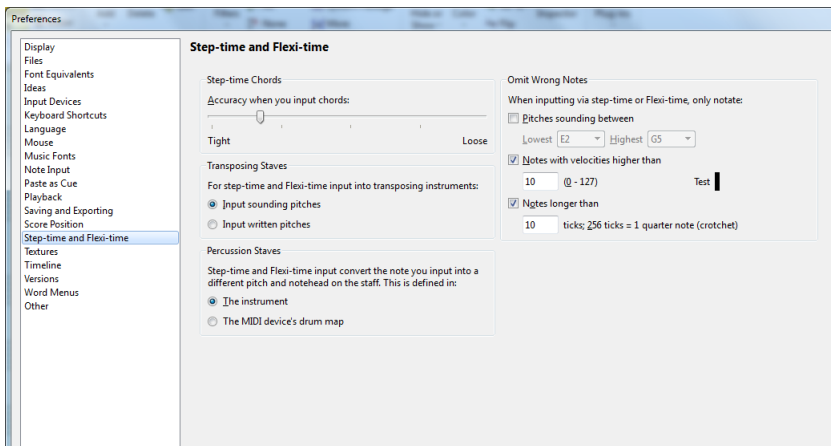 Preferences
Display
Files
Font Equivalents
Ideas
Input Devices
Keyboard Shortcuts
Language
Mouse
Music Fonts
Note Input
Paste as Cue
Playback
Saving and Exporting
Score Position
Step-time and Flexi-time
Textures
Timeline
Versions
Word Menus
Other
Step-time and Flexi-time
Step-time Chords
Accuracy when you input chords:
Tight Loose
Transposing Staves
For step-time and Flexi-time input into transposing instruments:
Input sounding pitches
Input written pitches
Percussion Staves
Step-time and Flexi-time input convert the note you input into a
different pitch and notehead on the staff. This is defined in:
The instrument
The MIDI device's drum map
Omit Wrong Notes
When inputting via step-time or Flexi-time, only notate:
Pitches sounding between
Lowest E2 Highest G5
Notes with velocities higher than
10 (0 - 127) Test
Notes longer than
10 ticks; 256 ticks = 1 quarter note (crotchet)